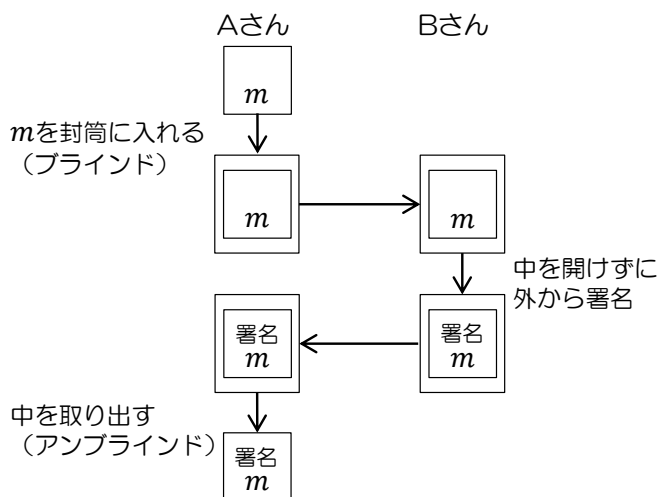 Aさん
Bさん
m
mを封筒に入れる
（ブラインド）
m
m
中を開けずに
外から署名
署名
m
署名
m
中を取り出す
（アンブラインド）
署名
m